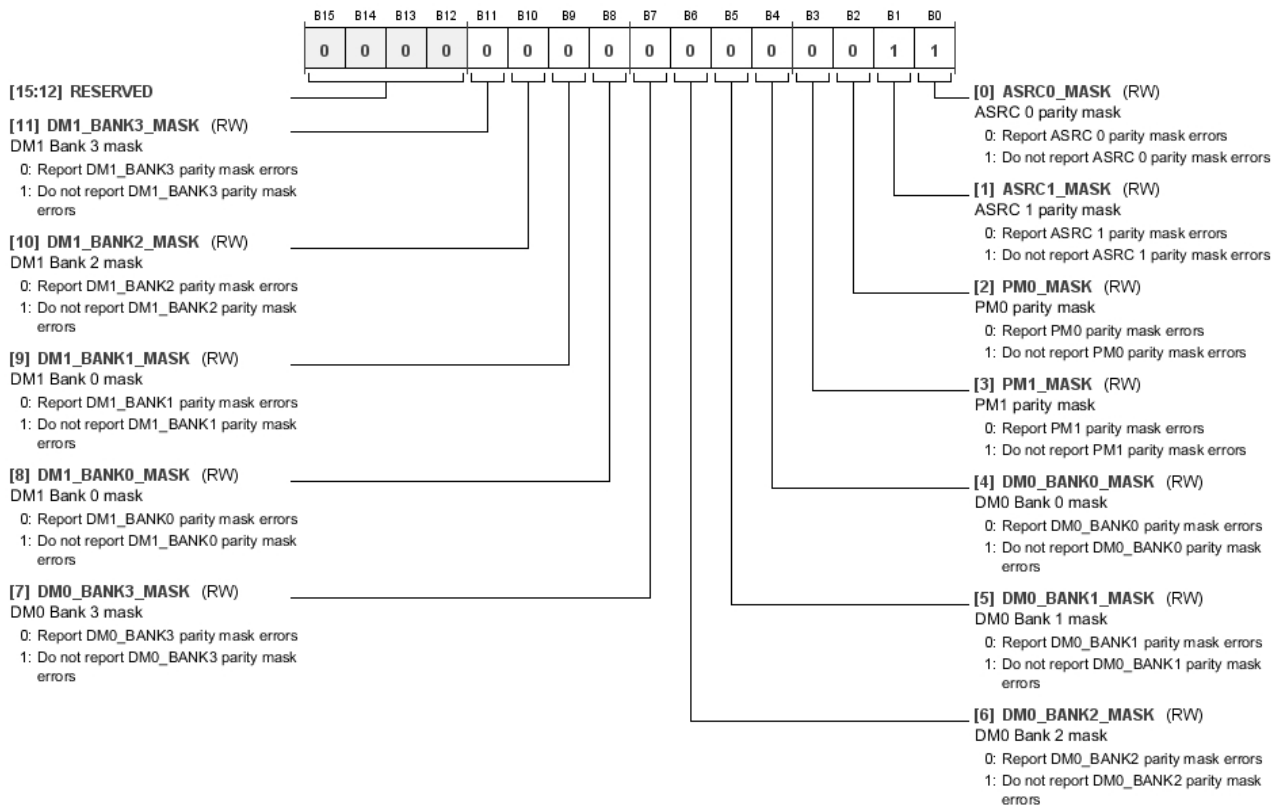 B15 B14 B13 B12 B11 B10 B9 B8 B7 B6 B5 B4 B3 B2 B1 B0
0 0 0 0 0 0 0 0 0 0 0 0 0 0 1 1
[15:12] RESERVED
[11] DM1_BANK3_MASK (RW)
DM1 Bank 3 mask
0: Report DM1_BANK3 parity mask errors
1: Do not report DM1_BANK3 parity mask
errors
[10] DM1_BANK2_MASK (RW)
DM1 Bank 2 mask
0: Report DM1_BANK2 parity mask errors
1: Do not report DM1_BANK2 parity mask
errors
[9] DM1_BANK1_MASK (RW)
DM1 Bank 0 mask
0: Report DM1_BANK1 parity mask errors
1: Do not report DM1_BANK1 parity mask
errors
[8] DM1_BANK0_MASK (RW)
DM1 Bank 0 mask
0: Report DM1_BANK0 parity mask errors
1: Do not report DM1_BANK0 parity mask
errors
[7] DM0_BANK3_MASK (RW)
DM0 Bank 3 mask
0: Report DM0_BANK3 parity mask errors
1: Do not report DM0_BANK3 parity mask
errors
[0] ASRC0_MASK (RW)
ASRC 0 parity mask
0: Report ASRC 0 parity mask errors
1: Do not report ASRC 0 parity mask errors
[1] ASRC1_MASK (RW)
ASRC 1 parity mask
0: Report ASRC 1 parity mask errors
1: Do not report ASRC 1 parity mask errors
[2] PM0_MASK (RW)
PM0 parity mask
0: Report PM0 parity mask errors
1: Do not report PM0 parity mask errors
[3] PM1_MASK (RW)
PM1 parity mask
0: Report PM1 parity mask errors
1: Do not report PM1 parity mask errors
[4] DM0_BANK0_MASK (RW)
DM0 Bank 0 mask
0: Report DM0_BANK0 parity mask errors
1: Do not report DM0_BANK0 parity mask
errors
[5] DM0_BANK1_MASK (RW)
DM0 Bank 1 mask
0: Report DM0_BANK1 parity mask errors
1: Do not report DM0_BANK1 parity mask
errors
[6] DM0_BANK2_MASK (RW)
DM0 Bank 2 mask
0: Report DM0_BANK2 parity mask errors
1: Do not report DM0_BANK2 parity mask
errors